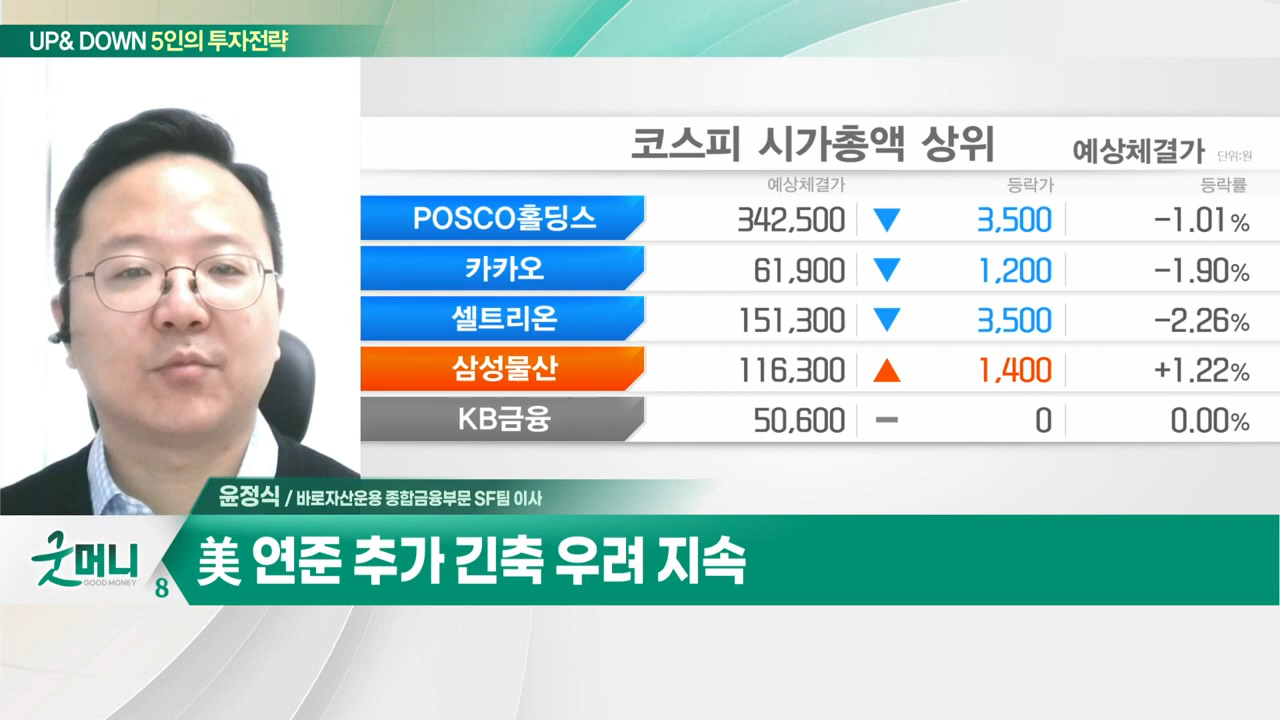 UP& DOWN 5인의 투자전략
코스피 시가총액 상위 예상체결가 단위:원
예상체결가 등락가 등락률
POSCO홀딩스 342,500 ▼ 3,500 -1.01%
카카오 61,900 ▼ 1,200 -1.90%
셀트리온 151,300 ▼ 3,500 -2.26%
삼성물산 116,300 ▲ 1,400 +1.22%
KB금융 50,600 - 0 0.00%
윤정식 / 바로자산운용 종합금융부문 SF팀 이사
굿머니
GOOD MONEY
8
美 연준 추가 긴축 우려 지속